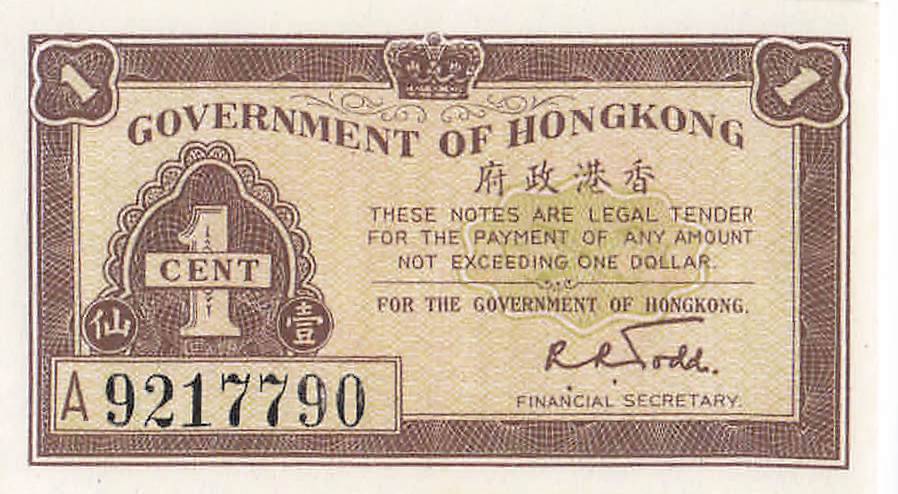 1 1
GOVERNMENT OF HONGKONG
府政港香
THESE NOTES ARE LEGAL TENDER
FOR THE PAYMENT OF ANY AMOUNT
NOT EXCEEDING ONE DOLLAR.
FOR THE GOVERNMENT OF HONGKONG.
R.R.Todd.
FINANCIAL SECRETARY.
1
CENT
仙 壹
A 9217790